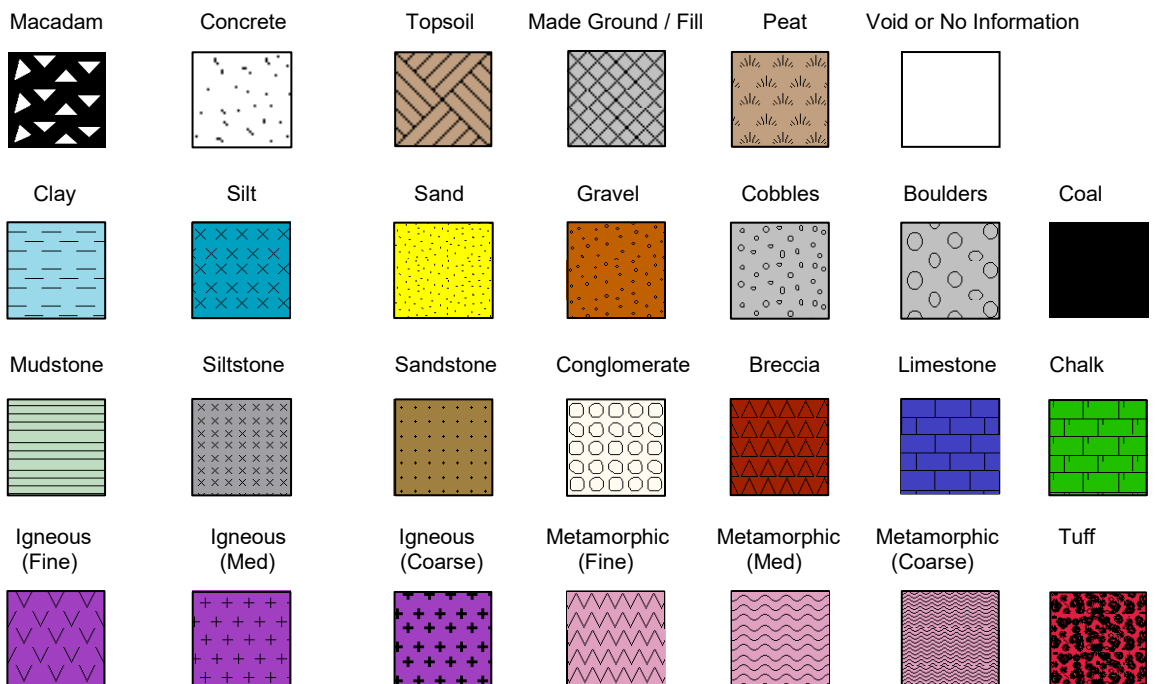 Macadam
Concrete
Topsoil
Made Ground / Fill
Peat
Void or No Information
Clay
Silt
Sand
Gravel
Cobbles
Boulders
Coal
Mudstone
Siltstone
Sandstone
Conglomerate
Breccia
Limestone
Chalk
Igneous
(Fine)
Igneous
(Med)
Igneous
(Coarse)
Metamorphic
(Fine)
Metamorphic
(Med)
Metamorphic
(Coarse)
Tuff